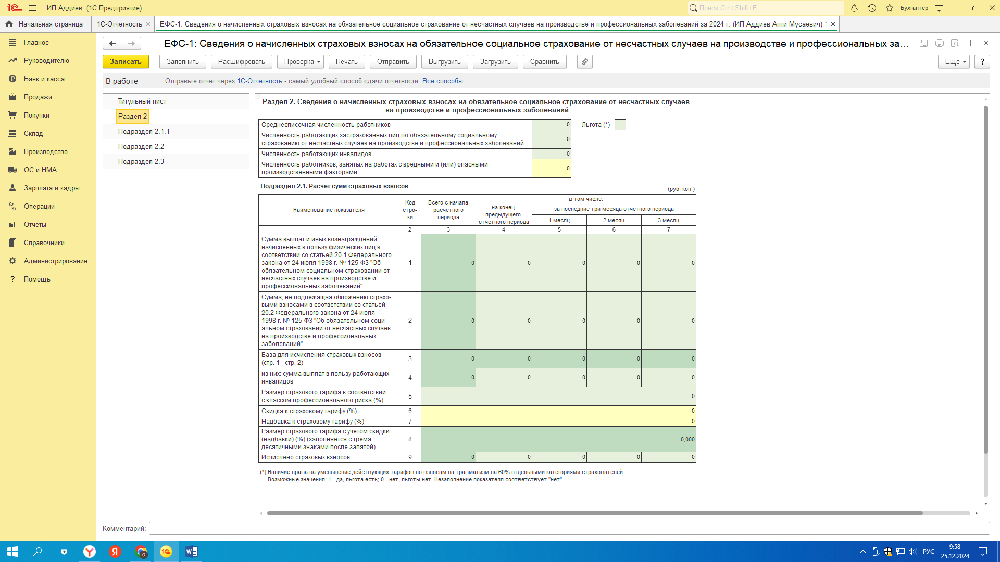 ИП Аддиев (1С:Предприятие)
Поиск Ctrl+Shift+F
Бухгалтер
Начальная страница
1С-Отчетность
ЕФС-1: Сведения о начисленных страховых взносах на обязательное социальное страхование от несчастных случаев на производстве и профессиональных заболеваний за 2024 г. (ИП Аддиев Апти Мусаевич) *
Главное
Руководителю
Банк и касса
Продажи
Покупки
Склад
Производство
ОС и НМА
Зарплата и кадры
Операции
Отчеты
Справочники
Администрирование
Помощь
ЕФС-1: Сведения о начисленных страховых взносах на обязательное социальное страхование от несчастных случаев на производстве и профессиональных за...
Записать
Заполнить
Расшифровать
Проверка
Печать
Отправить
Выгрузить
Загрузить
Сравнить
Еще
?
В работе
Отправьте отчет через 1С-Отчетность - самый удобный способ сдачи отчетности. Все способы
Титульный лист
Раздел 2
Подраздел 2.1.1
Подраздел 2.2
Подраздел 2.3
Раздел 2. Сведения о начисленных страховых взносах на обязательное социальное страхование от несчастных случаев
на производстве и профессиональных заболеваний
Среднесписочная численность работников 0
Льгота (*)
Численность работающих застрахованных лиц по обязательному социальному
страхованию от несчастных случаев на производстве и профессиональных заболеваний 0
Численность работающих инвалидов 0
Численность работников, занятых на работах с вредными и (или) опасными
производственными факторами 0
Подраздел 2.1. Расчет сумм страховых взносов
(руб. коп.)
Наименование показателя
Код
стро-
ки
Всего с начала
расчетного
периода
в том числе:
на конец
предыдущего
отчетного периода
за последние три месяца отчетного периода
1 месяц 2 месяц 3 месяц
1 2 3 4 5 6 7
Сумма выплат и иных вознаграждений,
начисленных в пользу физических лиц в
соответствии со статьей 20.1 Федерального
закона от 24 июля 1998 г. № 125-ФЗ "Об
обязательном социальном страховании от
несчастных случаев на производстве и
профессиональных заболеваний"
1 0 0 0 0 0
Сумма, не подлежащая обложению страхо-
выми взносами в соответствии со статьей
20.2 Федерального закона от 24 июля
1998 г. № 125-ФЗ "Об обязательном соци-
альном страховании от несчастных случаев
на производстве и профессиональных
заболеваний"
2 0 0 0 0 0
База для исчисления страховых взносов
(стр. 1 - стр. 2)
3 0 0 0 0 0
из них: сумма выплат в пользу работающих
инвалидов
4 0 0 0 0 0
Размер страхового тарифа в соответствии
с классом профессионального риска (%)
5 0
Скидка к страховому тарифу (%) 6 0
Надбавка к страховому тарифу (%) 7 0
Размер страхового тарифа с учетом скидки
(надбавки) (%) (заполняется с тремя
десятичными знаками после запятой)
8 0,000
Исчислено страховых взносов 9 0 0 0 0 0
(*) Наличие права на уменьшение действующих тарифов по взносам на травматизм на 60% отдельными категориями страхователей.
Возможные значения: 1 - да, льгота есть; 0 - нет, льготы нет. Незаполнение показателя соответствует "нет".
Комментарий:
РУС
9:58
25.12.2024